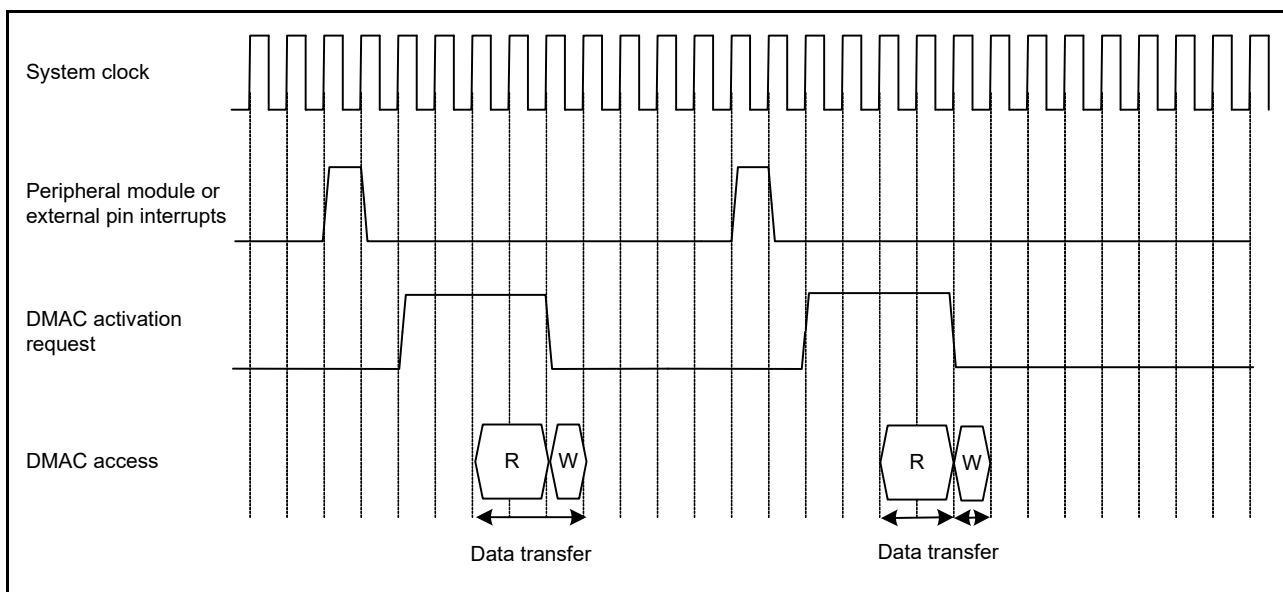 System clock
Peripheral module or
external pin interrupts
DMAC activation
request
DMAC access
R
W
R
W
Data transfer
Data transfer